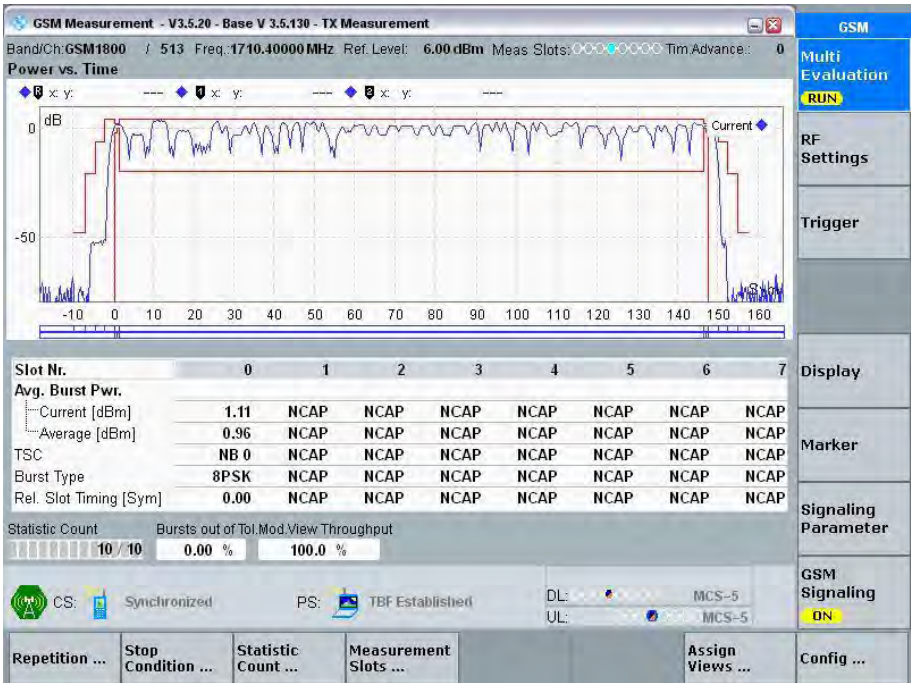 GSM Measurement - V3.5.20 - Base V 3.5.130 - TX Measurement
GSM
Band/Ch:GSM1800 / 513 Freq.:1710.40000 MHz Ref. Level: 6.00 dBm Meas Slots: Tim Advance.: 0
Multi Evaluation
RUN
Power vs. Time
R x: y: --- 1 x: y: --- 2 x: y: ---
dB
Current
0
-50
-10 0 10 20 30 40 50 60 70 80 90 100 110 120 130 140 150 160
RF Settings
Trigger
Slot Nr. 0 1 2 3 4 5 6 7
Avg. Burst Pwr.
Current [dBm] 1.11 NCAP NCAP NCAP NCAP NCAP NCAP NCAP
Average [dBm] 0.96 NCAP NCAP NCAP NCAP NCAP NCAP NCAP
TSC NB 0 NCAP NCAP NCAP NCAP NCAP NCAP NCAP
Burst Type 8PSK NCAP NCAP NCAP NCAP NCAP NCAP NCAP
Rel. Slot Timing [Sym] 0.00 NCAP NCAP NCAP NCAP NCAP NCAP NCAP
Display
Marker
Signaling Parameter
Statistic Count Bursts out of Tol. Mod.View Throughput
10 / 10 0.00 % 100.0 %
CS: Synchronized PS: TBF Established
DL: MCS-5
UL: MCS-5
GSM Signaling
ON
Repetition ...
Stop Condition ...
Statistic Count ...
Measurement Slots ...
Assign Views ...
Config ...